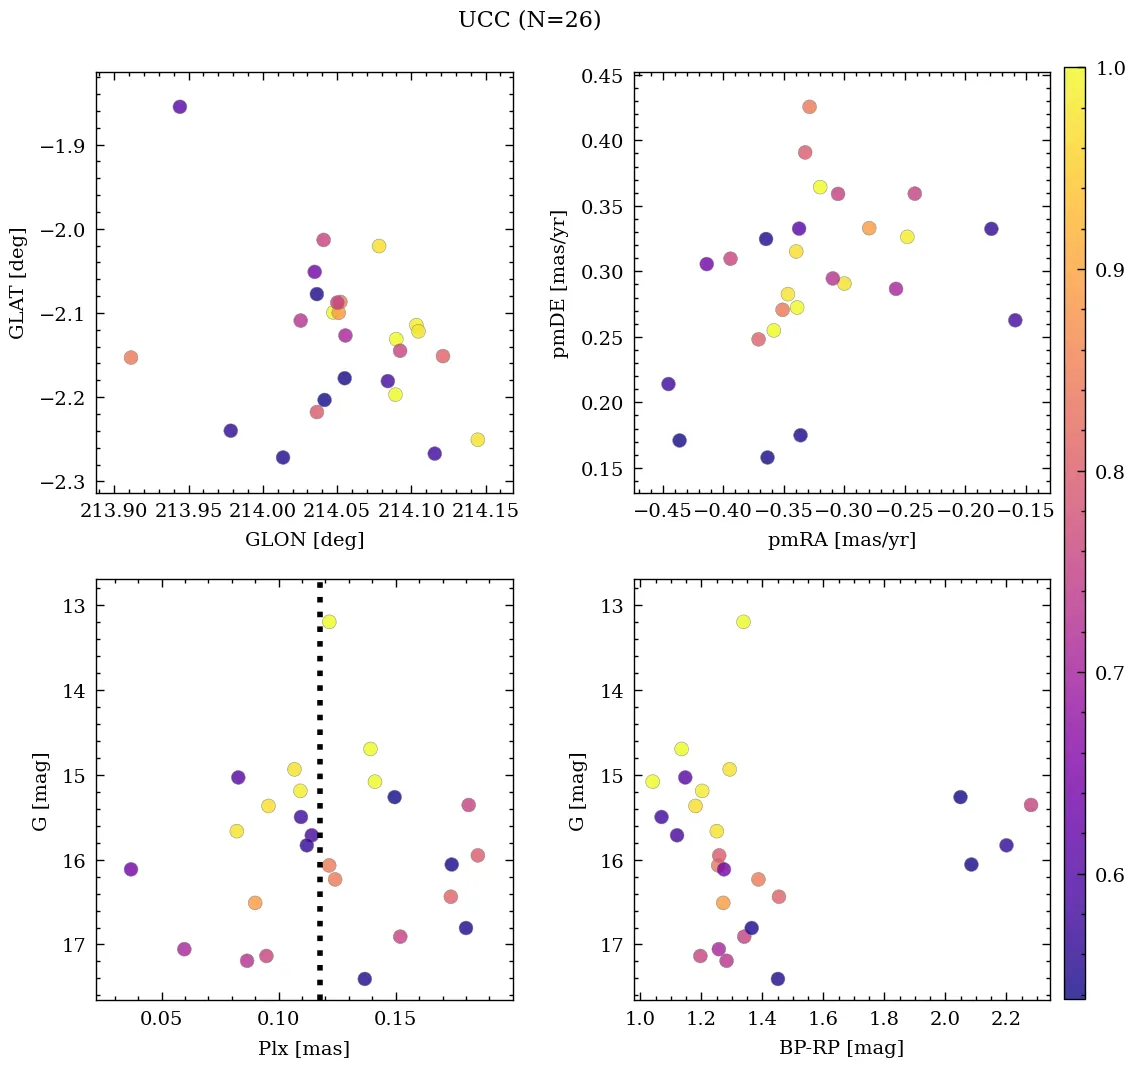 UCC (N=26)
−1.9
−2.0
−2.1
−2.2
−2.3
GLAT [deg]
213.90 213.95 214.00 214.05 214.10 214.15
GLON [deg]
0.45
0.40
0.35
0.30
0.25
0.20
0.15
pmDE [mas/yr]
−0.45 −0.40 −0.35 −0.30 −0.25 −0.20 −0.15
pmRA [mas/yr]
1.0
0.9
0.8
0.7
0.6
13
14
15
16
17
G [mag]
0.05 0.10 0.15
Plx [mas]
13
14
15
16
17
G [mag]
1.0 1.2 1.4 1.6 1.8 2.0 2.2
BP-RP [mag]